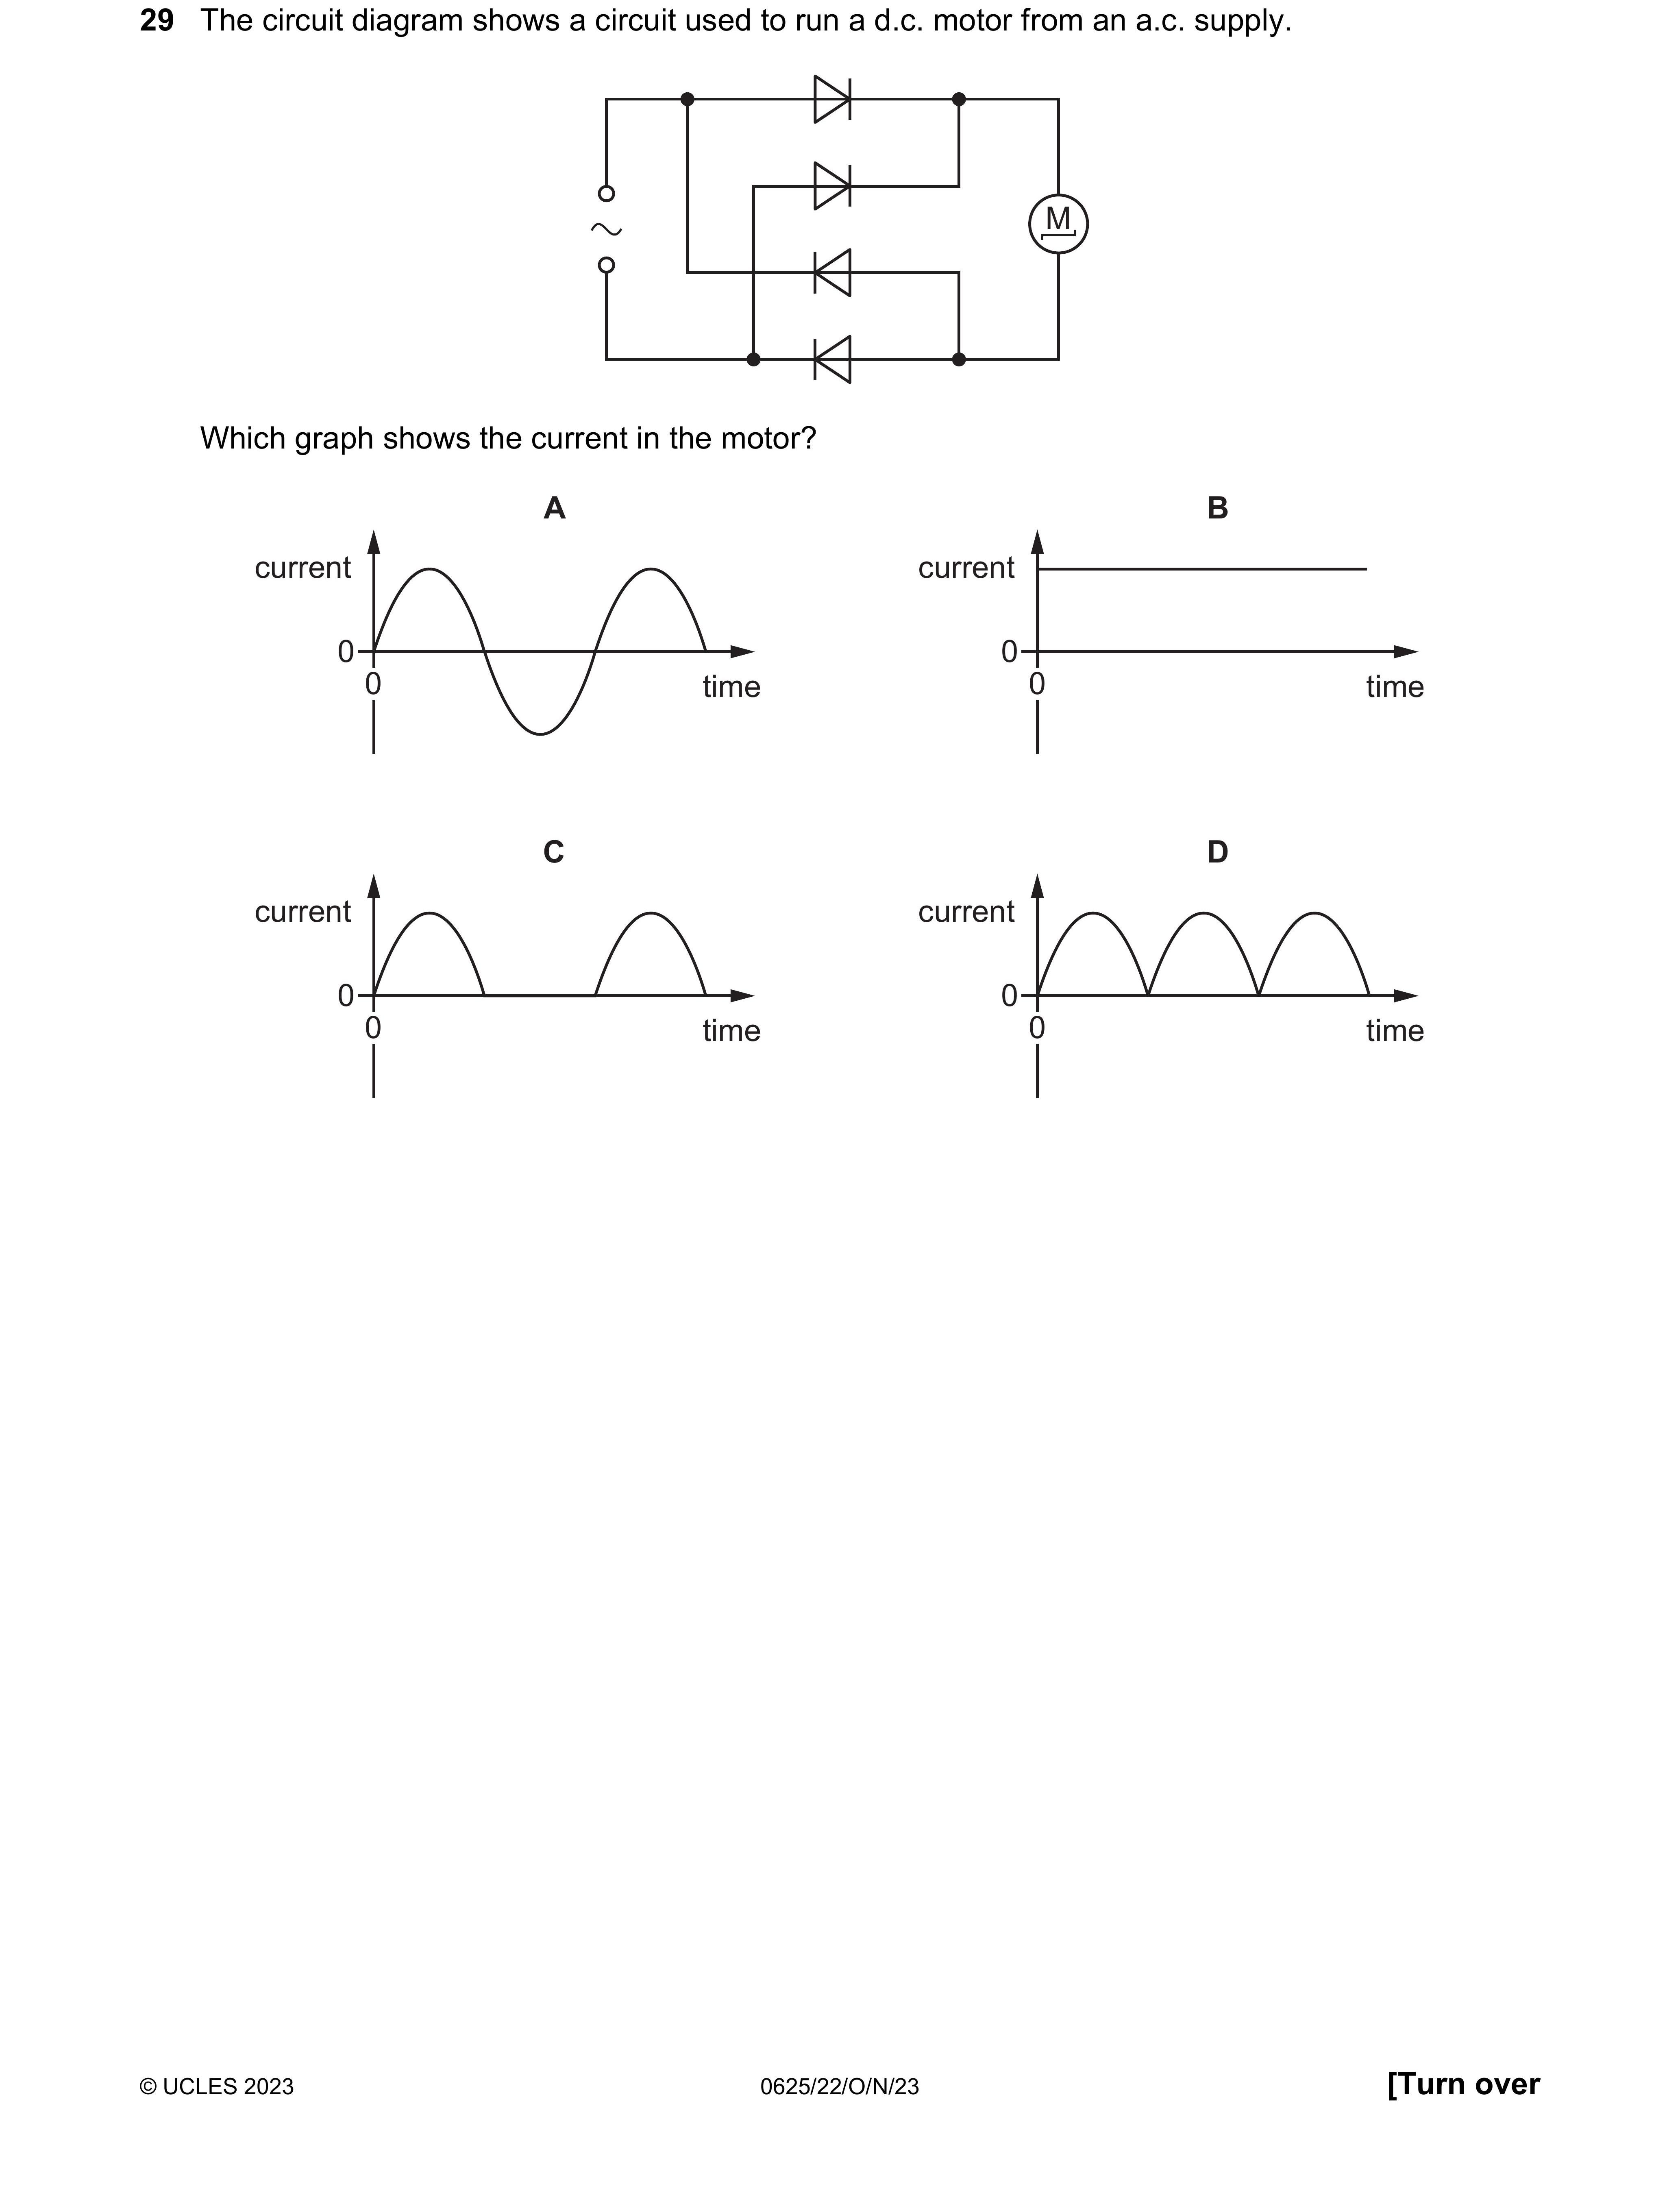 29 The circuit diagram shows a circuit used to run a d.c. motor from an a.c. supply.
~
M
Which graph shows the current in the motor?
A
current
0
0
time
B
current
0
0
time
C
current
0
0
time
D
current
0
0
time
© UCLES 2023 0625/22/O/N/23 [Turn over